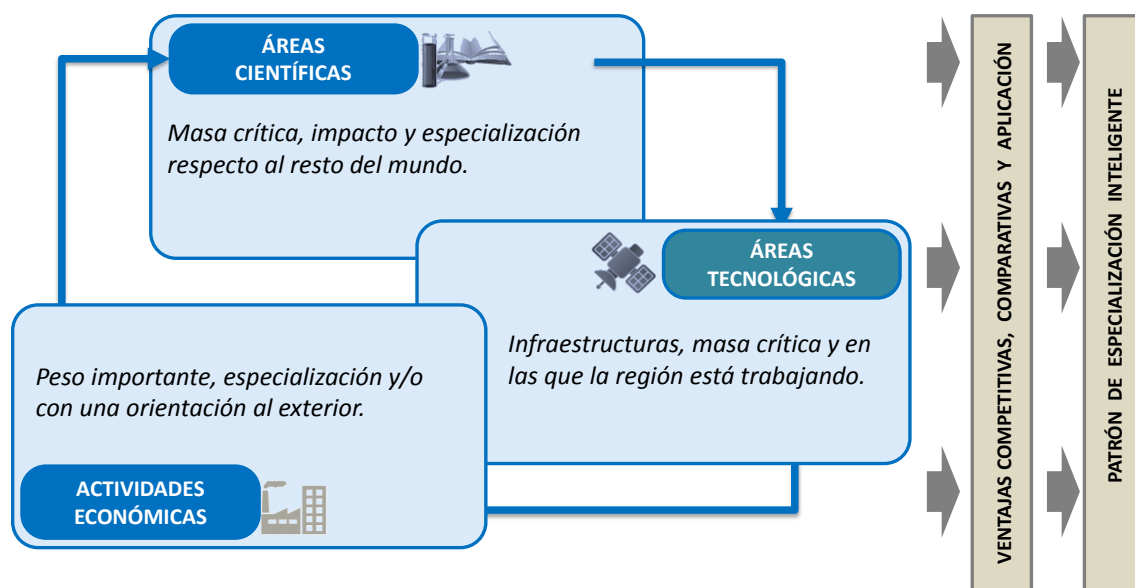 ÁREAS
CIENTÍFICAS
Masa crítica, impacto y especialización
respecto al resto del mundo.
ÁREAS
TECNOLÓGICAS
Infraestructuras, masa crítica y en
las que la región está trabajando.
Peso importante, especialización y/o
con una orientación al exterior.
ACTIVIDADES
ECONÓMICAS
VENTAJAS COMPETITIVAS, COMPARATIVAS Y APLICACIÓN
PATRÓN DE ESPECIALIZACIÓN INTELIGENTE